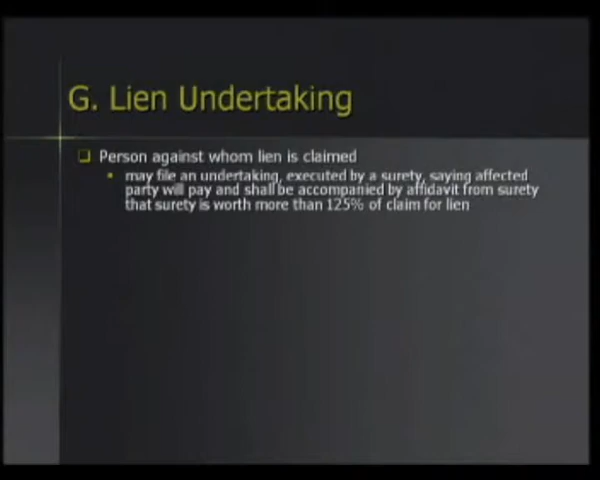 G. Lien Undertaking
Person against whom lien is claimed
may file an undertaking, executed by a surety, saying affected
party will pay and shall be accompanied by affidavit from surety
that surety is worth more than 125% of claim for lien